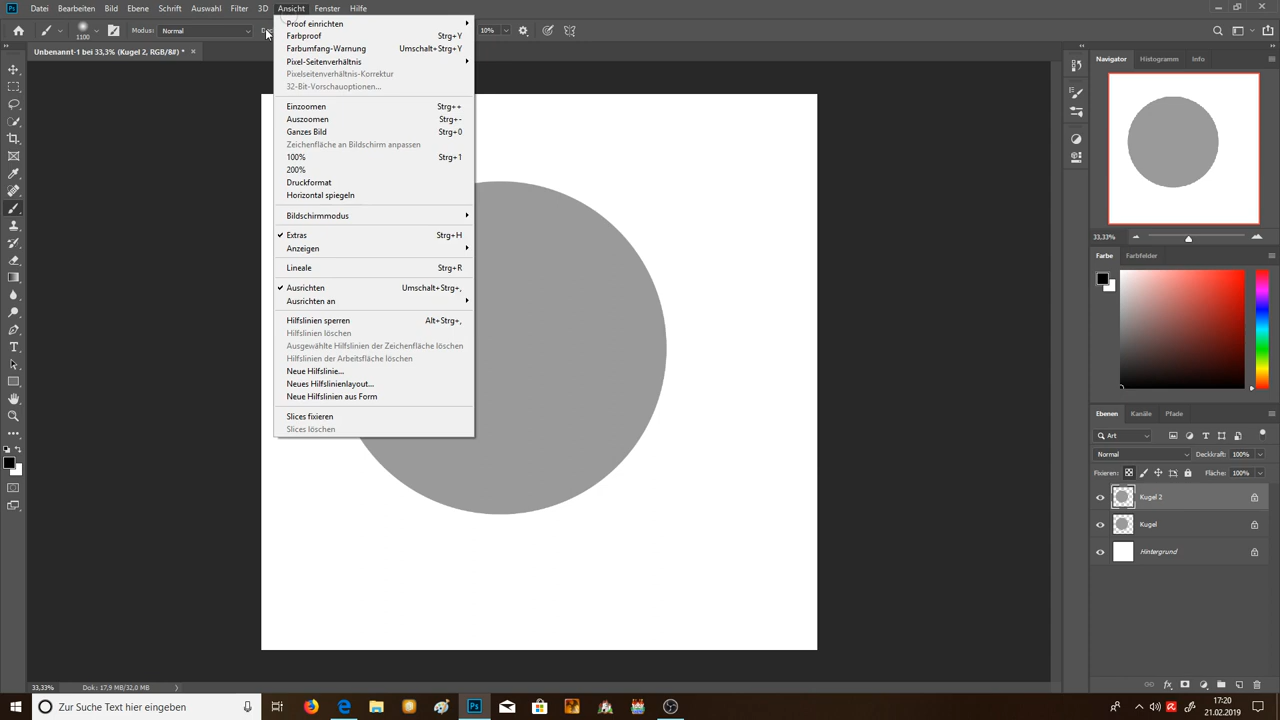 Datei Bearbeiten Bild Ebene Schrift Auswahl Filter 3D Ansicht Fenster Hilfe
1100 Modus: Normal 10%
Unbenannt-1 bei 33,3% (Kugel 2, RGB/8#) *
Proof einrichten
Farbproof Strg+Y
Farbumfang-Warnung Umschalt+Strg+Y
Pixel-Seitenverhältnis
Pixelseitenverhältnis-Korrektur
32-Bit-Vorschauoptionen...
Einzoomen Strg++
Auszoomen Strg+-
Ganzes Bild Strg+0
Zeichenfläche an Bildschirm anpassen
100% Strg+1
200%
Druckformat
Horizontal spiegeln
Bildschirmmodus
Extras Strg+H
Anzeigen
Lineale Strg+R
Ausrichten Umschalt+Strg+,
Ausrichten an
Hilfslinien sperren Alt+Strg+,
Hilfslinien löschen
Ausgewählte Hilfslinien der Zeichenfläche löschen
Hilfslinien der Arbeitsfläche löschen
Neue Hilfslinie...
Neues Hilfslinienlayout...
Neue Hilfslinien aus Form
Slices fixieren
Slices löschen
Navigator Histogramm Info
33,33%
Farbe Farbfelder
Ebenen Kanäle Pfade
Art
Normal Deckkraft: 100%
Fixieren: Fläche: 100%
Kugel 2
Kugel
Hintergrund
33,33% Dok: 17,9 MB/32,0 MB
Zur Suche Text hier eingeben
17:20
21.02.2019